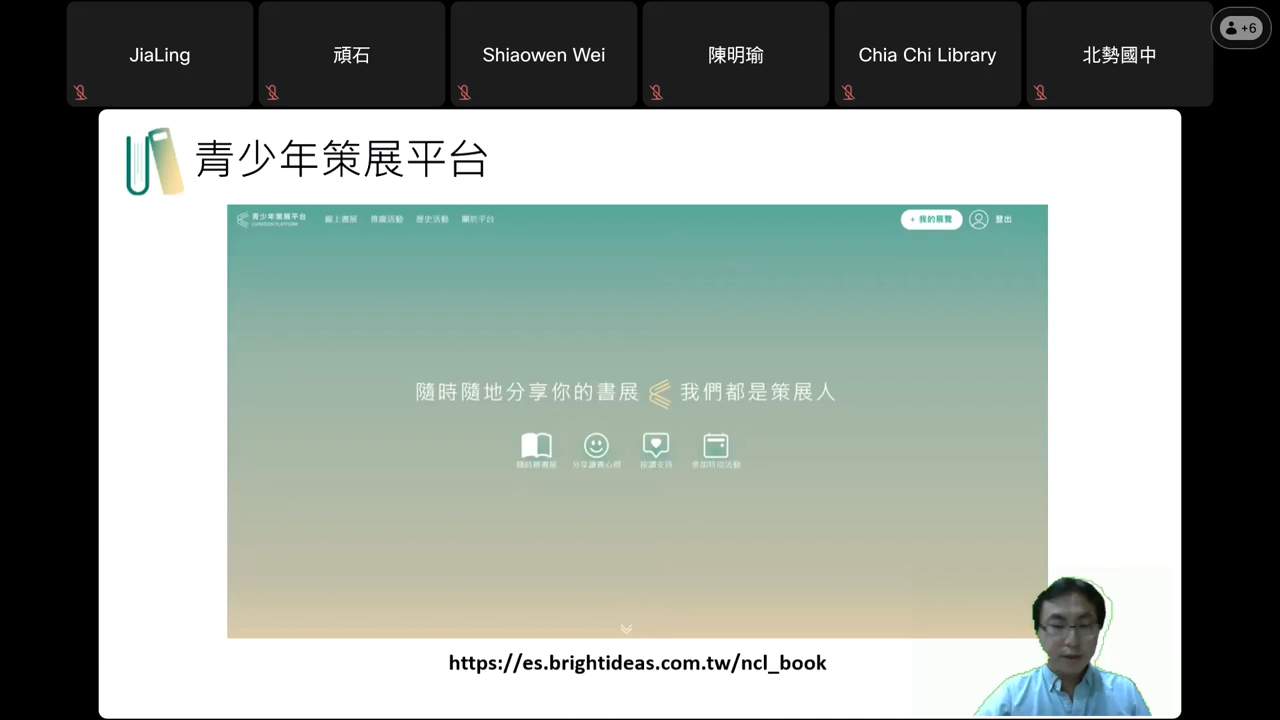 JiaLing
頑石
Shiaowen Wei
陳明瑜
Chia Chi Library
北勢國中
+6
青少年策展平台
青少年策展平台
CURATION PLATFORM
線上書展
推廣活動
歷史活動
關於平台
+ 我的展覽
登出
隨時隨地分享你的書展
我們都是策展人
隨時辦書展
分享讀書心得
按讚支持
參加特定活動
https://es.brightideas.com.tw/ncl_book